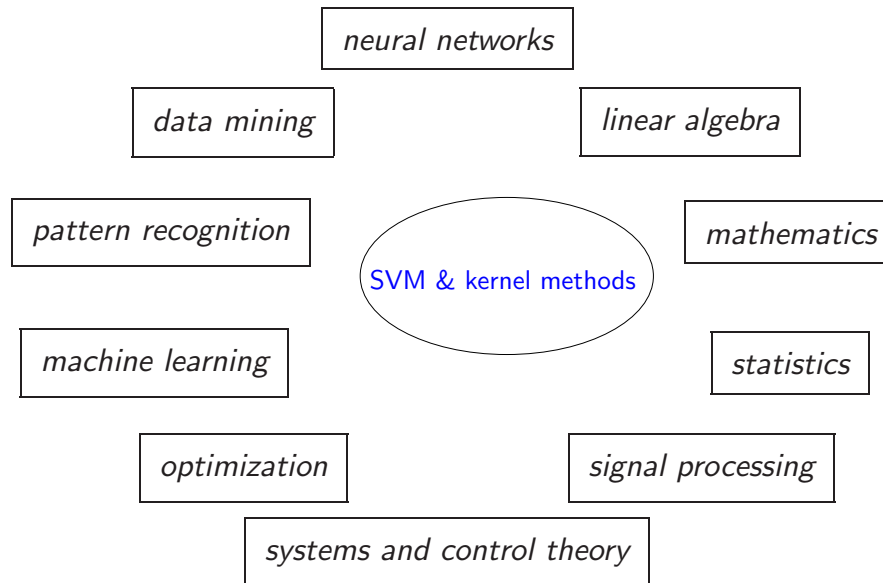 neural networks
data mining
linear algebra
pattern recognition
mathematics
SVM & kernel methods
machine learning
statistics
optimization
signal processing
systems and control theory